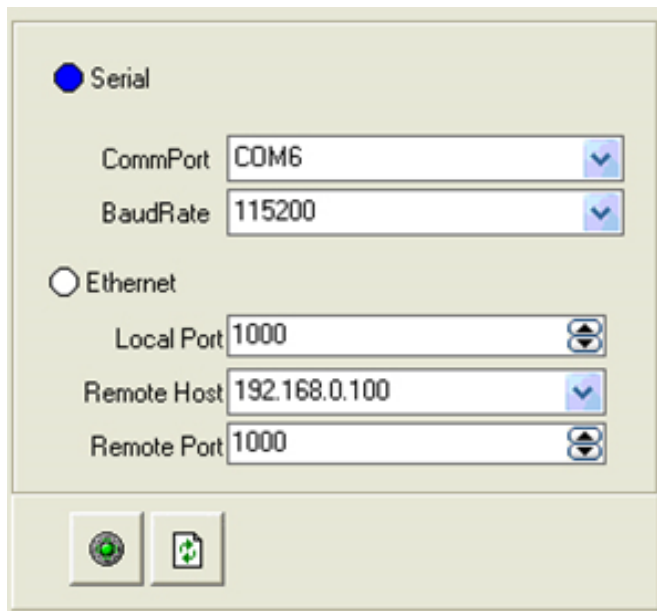 Serial
CommPort COM6
BaudRate 115200
Ethernet
Local Port 1000
Remote Host 192.168.0.100
Remote Port 1000